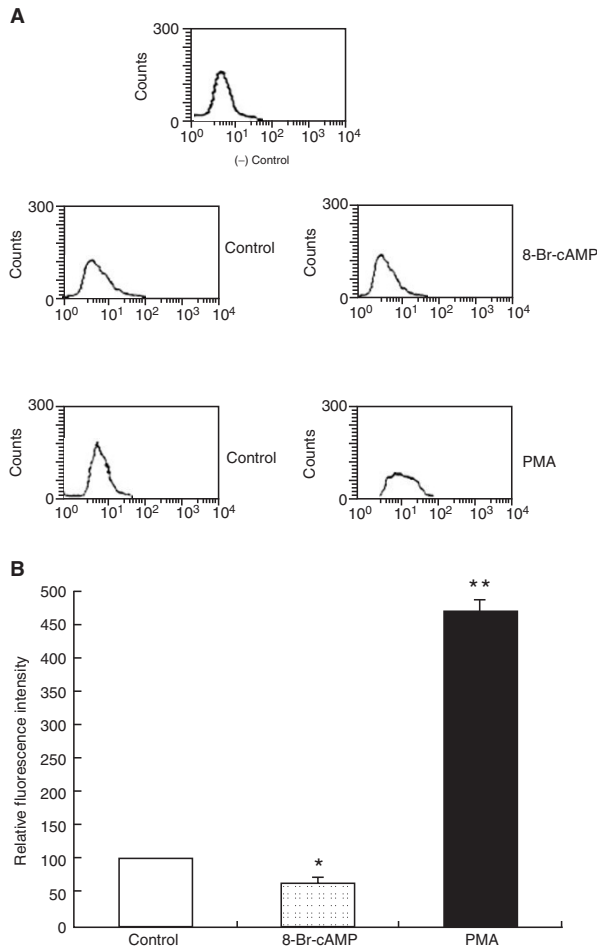 A
300
Counts
0
10⁰ 10¹ 10² 10³ 10⁴
(–) Control
300
Counts
0
10⁰ 10¹ 10² 10³ 10⁴
Control
300
Counts
0
10⁰ 10¹ 10² 10³ 10⁴
8-Br-cAMP
300
Counts
0
10⁰ 10¹ 10² 10³ 10⁴
Control
300
Counts
0
10⁰ 10¹ 10² 10³ 10⁴
PMA
B
Relative fluorescence intensity
500
450
400
350
300
250
200
150
100
50
0
*
**
Control 8-Br-cAMP PMA